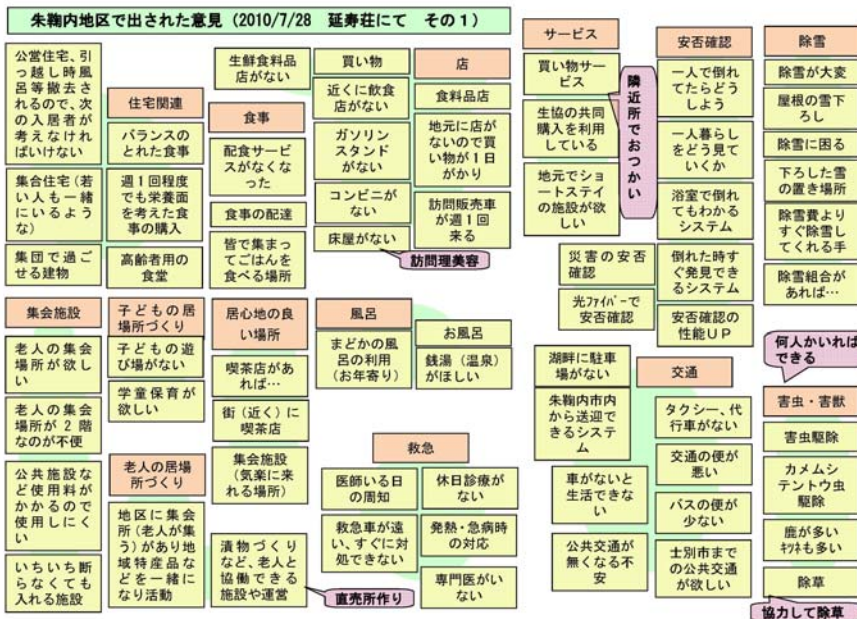 朱鞠内地区で出された意見（2010/7/28　延寿荘にて　その１）
公営住宅、引
っ越し時風
呂等撤去さ
れるので、次
の入居者が
考えなけれ
ばいけない
集合住宅（若
い人も一緒
にいるよう
な）
集団で過ご
せる建物
住宅関連
バランスの
とれた食事
週１回程度
でも栄養面
を考えた食
事の購入
高齢者用の
食堂
生鮮食料品
店がない
食事
配食サービ
スがなくな
った
食事の配達
皆で集まっ
てごはんを
食べる場所
買い物
近くに飲食
店がない
ガソリン
スタンド
がない
コンビニが
ない
床屋がない
訪問理美容
店
食料品店
地元に店が
ないので買
い物が１日
がかり
訪問販売車
が週１回
来る
サービス
買い物サー
ビス
生協の共同
購入を利用
している
地元でショ
ートステイ
の施設が欲
しい
隣近所でおつかい
安否確認
一人で倒れ
てたらどう
しよう
一人暮らし
をどう見て
いくか
浴室で倒れ
てもわかる
システム
倒れた時す
ぐ発見でき
るシステム
安否確認の
性能ＵＰ
災害の安否
確認
光ファイバーで
安否確認
除雪
除雪が大変
屋根の雪下
ろし
除雪に困る
下ろした雪
の置き場所
除雪費より
すぐ除雪し
てくれる手
除雪組合が
あれば…
何人かいれば
できる
集会施設
老人の集会
場所が欲し
い
老人の集会
場所が２階
なのが不便
公共施設な
ど使用料が
かかるので
使用しにく
い
いちいち断
らなくても
入れる施設
子どもの居
場所づくり
子どもの遊
び場がない
学童保育が
欲しい
老人の居場
所づくり
地区に集会
所（老人が集
う）があり地
域特産品な
どを一緒に
なり活動
居心地の良
い場所
喫茶店があ
れば…
街（近く）に
喫茶店
集会施設
（気楽に来
れる場所）
漬物づくり
など、老人と
協働できる
施設や運営
直売所作り
風呂
まどかの風
呂の利用
（お年寄り）
お風呂
銭湯（温泉）
がほしい
救急
医師いる日
の周知
救急車が遠
い、すぐに対
処できない
休日診療が
ない
発熱・急病時
の対応
専門医がい
ない
湖畔に駐車
場がない
朱鞠内市内
から送迎で
きるシステ
ム
車がないと
生活できな
い
公共交通が
無くなる不
安
交通
タクシー、代
行車がない
交通の便が
悪い
バスの便が
少ない
士別市まで
の公共交通
が欲しい
害虫・害獣
害虫駆除
カメムシ
テントウ虫
駆除
鹿が多い
キツネも多い
除草
協力して除草